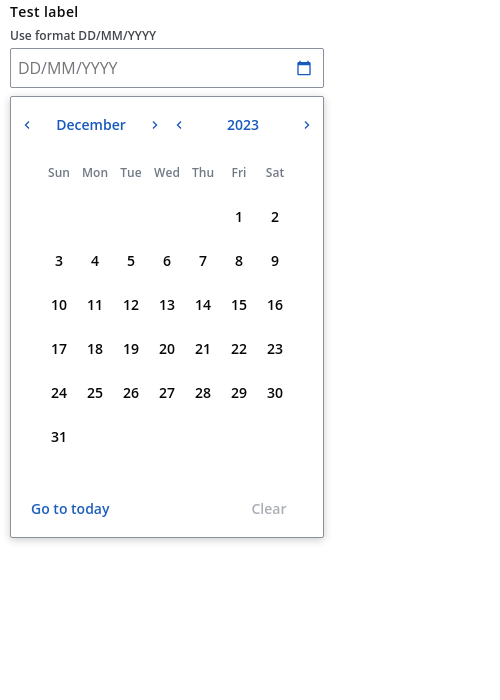 Test label
Use format DD/MM/YYYY
DD/MM/YYYY
December 2023
Sun Mon Tue Wed Thu Fri Sat
1 2
3 4 5 6 7 8 9
10 11 12 13 14 15 16
17 18 19 20 21 22 23
24 25 26 27 28 29 30
31
Go to today Clear